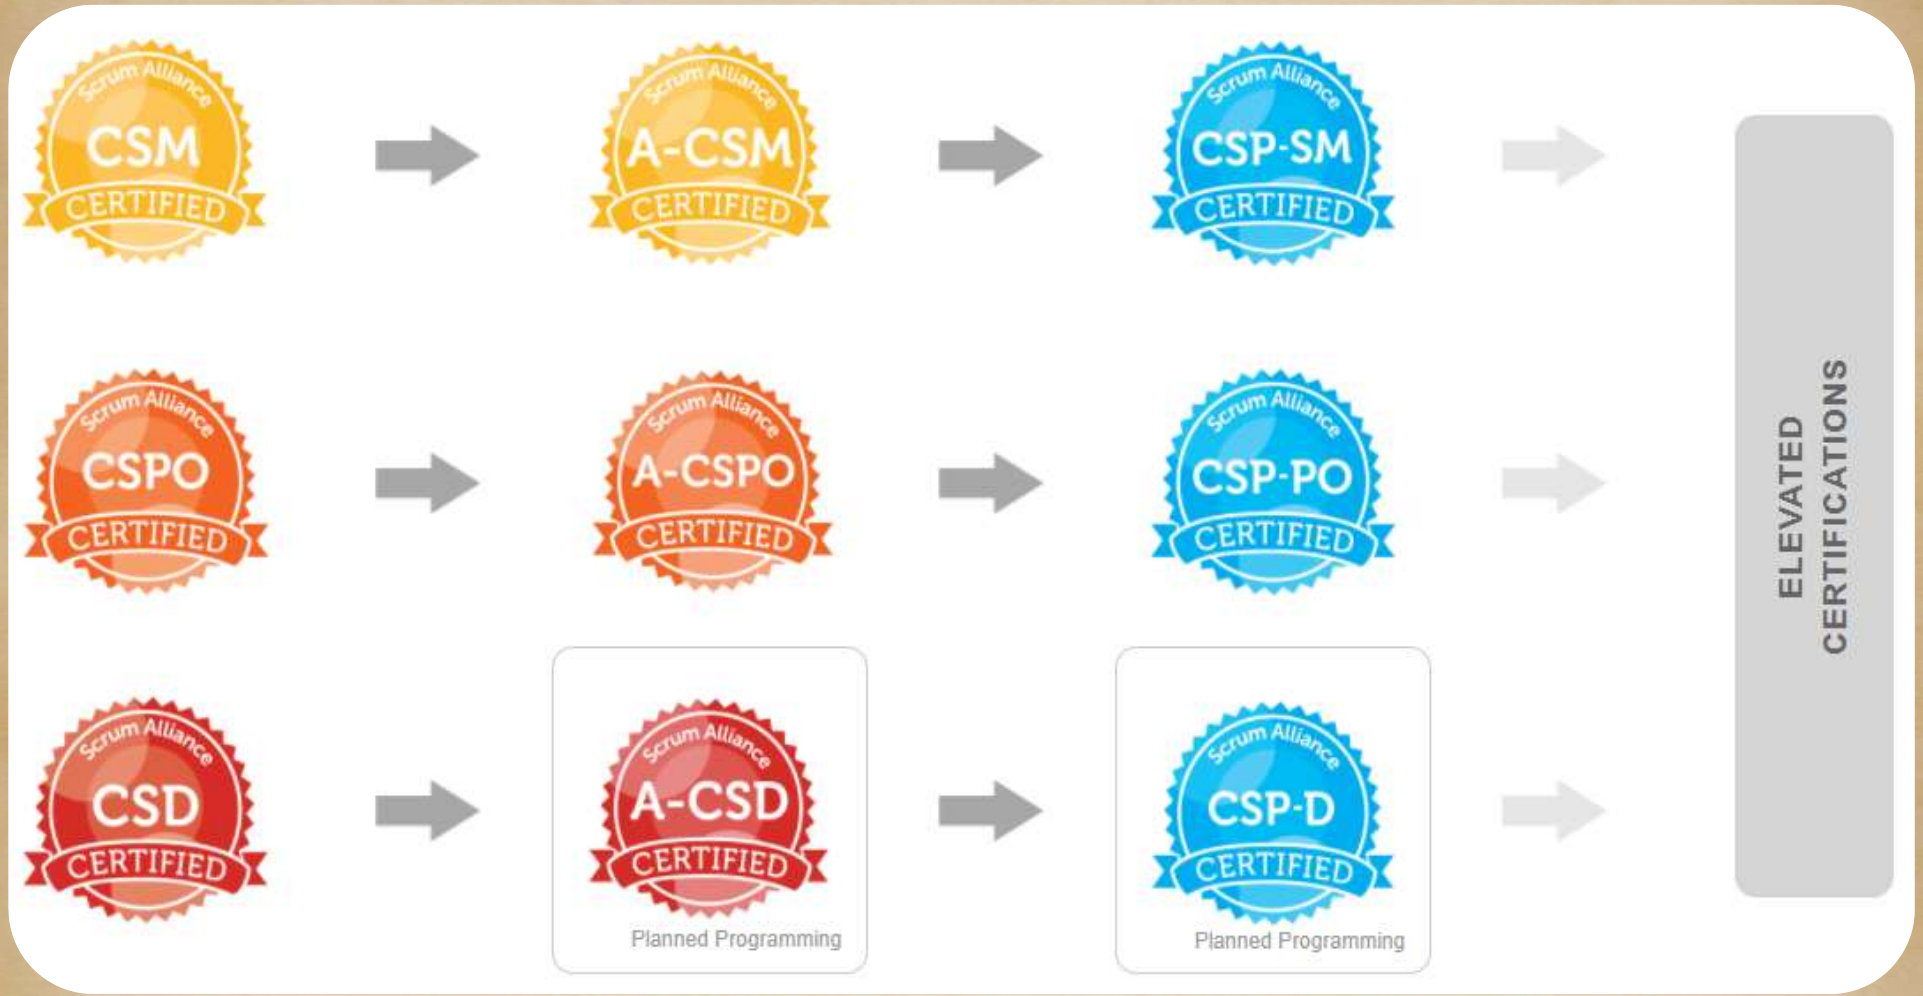 Scrum Alliance
CSM
CERTIFIED
Scrum Alliance
A-CSM
CERTIFIED
Scrum Alliance
CSP-SM
CERTIFIED
Scrum Alliance
CSPO
CERTIFIED
Scrum Alliance
A-CSPO
CERTIFIED
Scrum Alliance
CSP-PO
CERTIFIED
Scrum Alliance
CSD
CERTIFIED
Scrum Alliance
A-CSD
CERTIFIED
Planned Programming
Scrum Alliance
CSP-D
CERTIFIED
Planned Programming
ELEVATED
CERTIFICATIONS